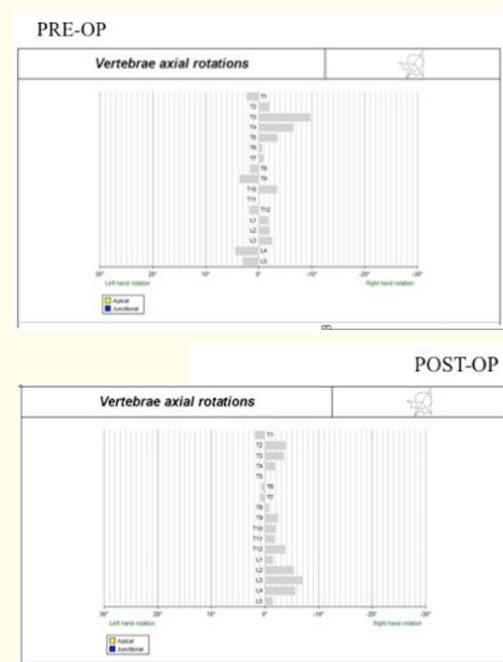 PRE-OP
Vertebrae axial rotations
T1
T2
T3
T4
T5
T6
T7
T8
T9
T10
T11
T12
L1
L2
L3
L4
L5
30° 20° 10° 0° -10° -20° -30°
Left hand rotation Right hand rotation
Apical
Junctional
POST-OP
Vertebrae axial rotations
T1
T2
T3
T4
T5
T6
T7
T8
T9
T10
T11
T12
L1
L2
L3
L4
L5
30° 20° 10° 0° -10° -20° -30°
Left hand rotation Right hand rotation
Apical
Junctional